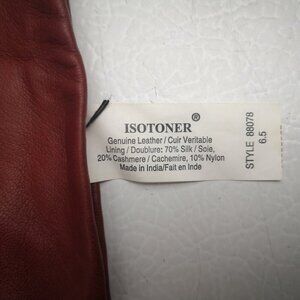 ISOTONER®
Genuine Leather / Cuir Veritable
Lining / Doublure: 70% Silk / Soie,
20% Cashmere / Cachemire, 10% Nylon
Made in India/Fait en Inde
STYLE 88078
6.5